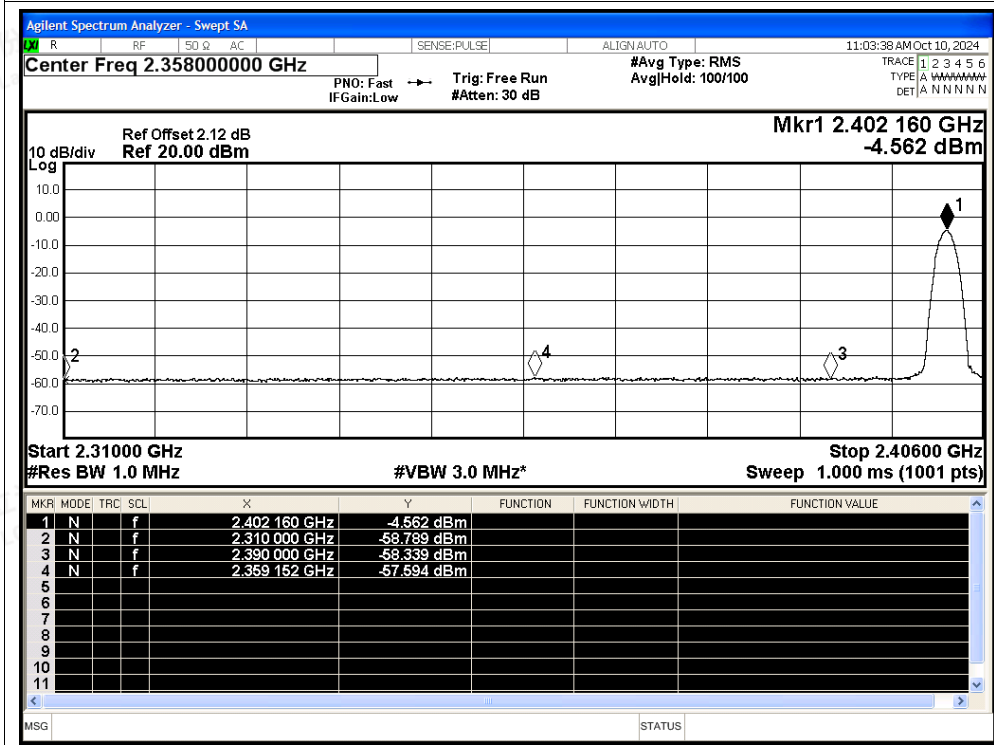 Agilent Spectrum Analyzer - Swept SA
LXI R RF 50 Ω AC SENSE:PULSE ALIGN AUTO 11:03:38 AM Oct 10, 2024
Center Freq 2.358000000 GHz
PNO: Fast
IFGain:Low
Trig: Free Run
#Atten: 30 dB
#Avg Type: RMS
Avg|Hold: 100/100
TRACE 1 2 3 4 5 6
TYPE A WWWWW
DET A N N N N N
Mkr1 2.402 160 GHz
-4.562 dBm
Ref Offset 2.12 dB
10 dB/div Ref 20.00 dBm
Log
10.0
0.00
-10.0
-20.0
-30.0
-40.0
-50.0
-60.0
-70.0
1
2
4
3
Start 2.31000 GHz Stop 2.40600 GHz
#Res BW 1.0 MHz #VBW 3.0 MHz* Sweep 1.000 ms (1001 pts)
MKR MODE TRC SCL X Y FUNCTION FUNCTION WIDTH FUNCTION VALUE
1 N f 2.402 160 GHz -4.562 dBm
2 N f 2.310 000 GHz -58.789 dBm
3 N f 2.390 000 GHz -58.339 dBm
4 N f 2.359 152 GHz -57.594 dBm
5
6
7
8
9
10
11
MSG STATUS